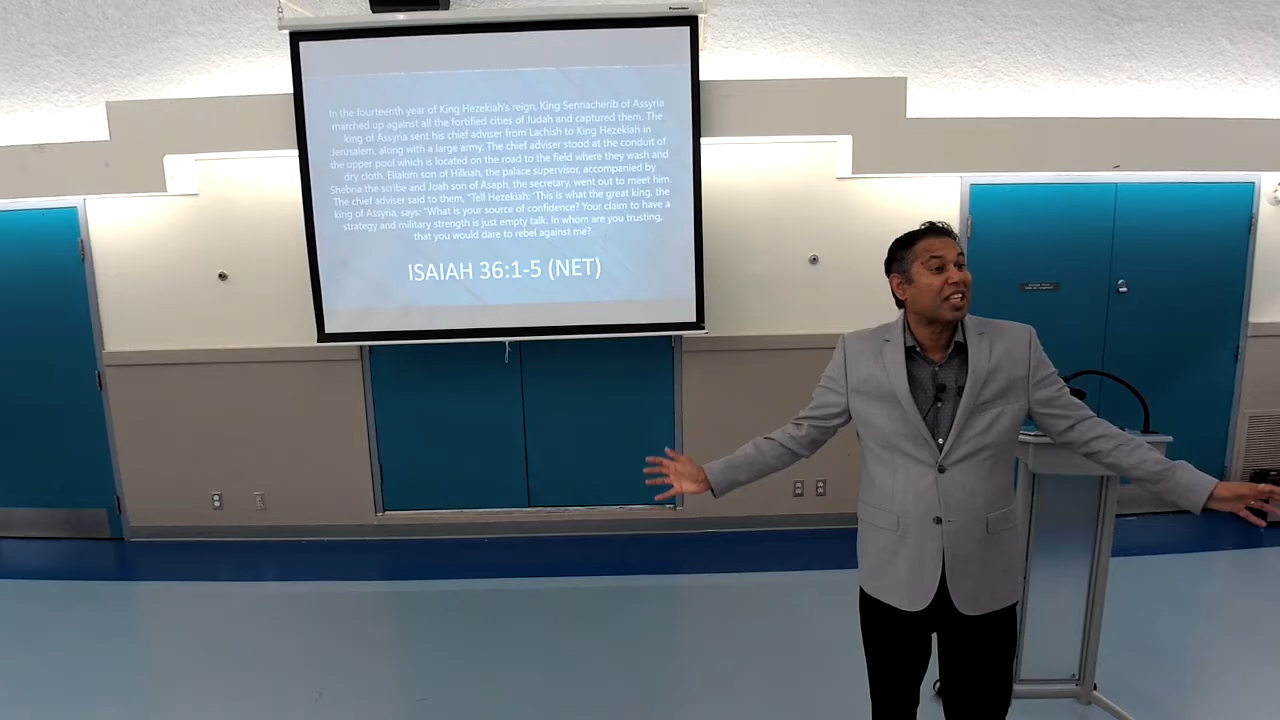 In the fourteenth year of King Hezekiah's reign, King Sennacherib of Assyria
marched up against all the fortified cities of Judah and captured them. The
king of Assyria sent his chief adviser from Lachish to King Hezekiah in
Jerusalem, along with a large army. The chief adviser stood at the conduit of
the upper pool which is located on the road to the field where they wash and
dry cloth. Eliakim son of Hilkiah, the palace supervisor, accompanied by
Shebna the scribe and Joah son of Asaph, the secretary, went out to meet him.
The chief adviser said to them, "Tell Hezekiah: 'This is what the great king, the
king of Assyria, says: "What is your source of confidence? Your claim to have a
strategy and military strength is just empty talk. In whom are you trusting,
that you would dare to rebel against me?
ISAIAH 36:1-5 (NET)